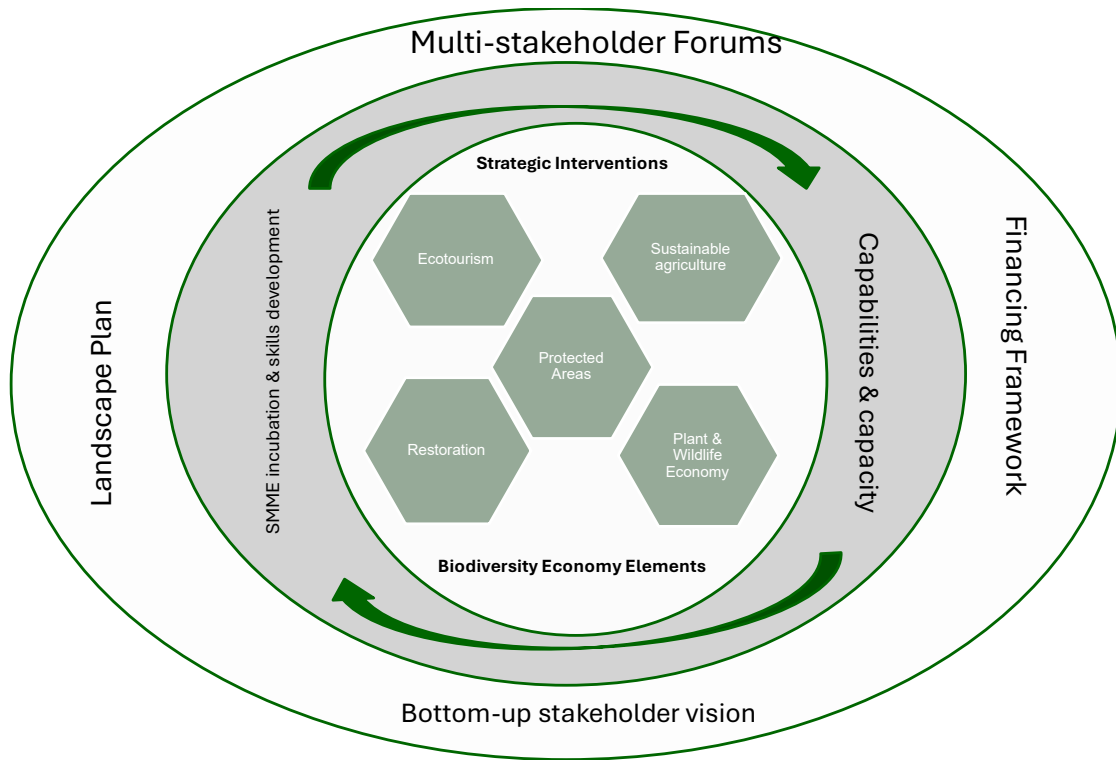 Multi-stakeholder Forums
Strategic Interventions
Ecotourism
Sustainable
agriculture
Protected
Areas
Restoration
Plant &
Wildlife
Economy
Biodiversity Economy Elements
Landscape Plan
SMME incubation & skills development
Capabilities & capacity
Financing Framework
Bottom-up stakeholder vision